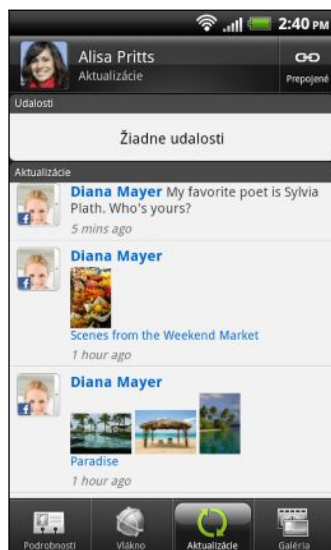 2:40 PM
Alisa Pritts
Aktualizácie
Prepojené
Udalosti
Žiadne udalosti
Aktualizácie
Diana Mayer My favorite poet is Sylvia
Plath. Who's yours?
5 mins ago
Diana Mayer
Scenes from the Weekend Market
1 hour ago
Diana Mayer
Paradise
1 hour ago
Podrobnosti Vlákno Aktualizácie Galéria